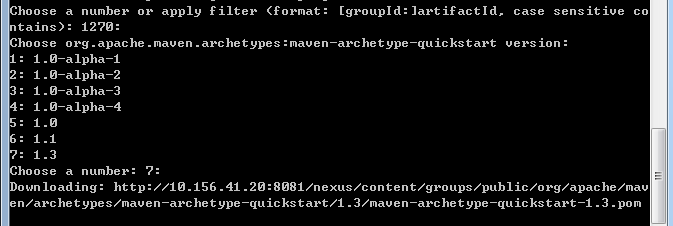 Choose a number or apply filter (format: [groupId:]artifactId, case sensitive co
ntains): 1270:
Choose org.apache.maven.archetypes:maven-archetype-quickstart version:
1: 1.0-alpha-1
2: 1.0-alpha-2
3: 1.0-alpha-3
4: 1.0-alpha-4
5: 1.0
6: 1.1
7: 1.3
Choose a number: 7:
Downloading: http://10.156.41.20:8081/nexus/content/groups/public/org/apache/mav
en/archetypes/maven-archetype-quickstart/1.3/maven-archetype-quickstart-1.3.pom